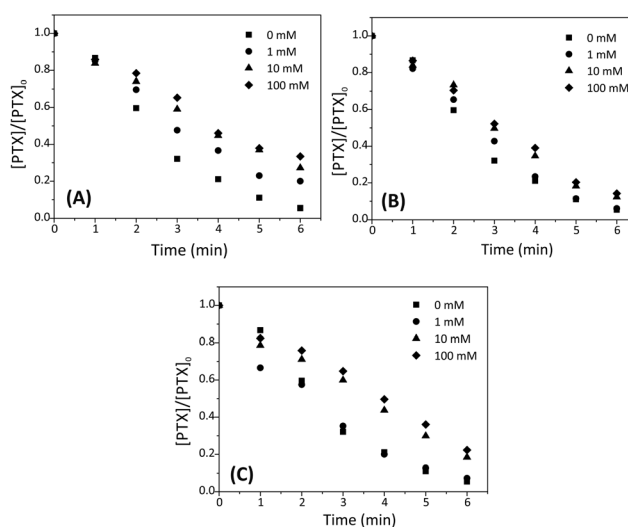 1.0
0.8
0.6
0.4
0.2
0.0
[PTX]/[PTX]₀
0 mM
1 mM
10 mM
100 mM
(A)
0 1 2 3 4 5 6
Time (min)
1.0
0.8
0.6
0.4
0.2
0.0
[PTX]/[PTX]₀
0 mM
1 mM
10 mM
100 mM
(B)
0 1 2 3 4 5 6
Time (min)
1.0
0.8
0.6
0.4
0.2
0.0
[PTX]/[PTX]₀
0 mM
1 mM
10 mM
100 mM
(C)
0 1 2 3 4 5 6
Time (min)